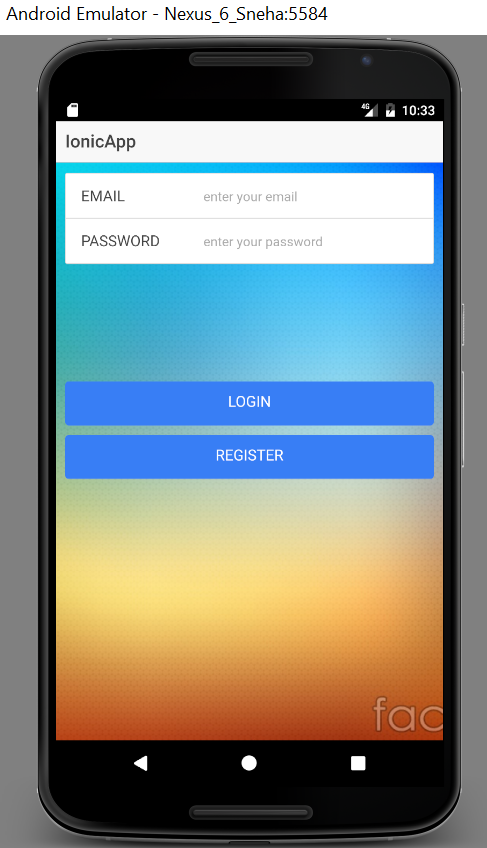 Android Emulator - Nexus_6_Sneha:5584
4G 10:33
IonicApp
EMAIL enter your email
PASSWORD enter your password
LOGIN
REGISTER
fac